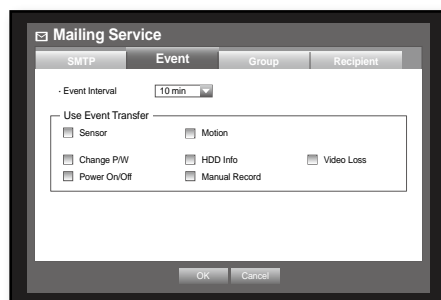 Mailing Service
SMTP Event Group Recipient
· Event Interval 10 min
Use Event Transfer
Sensor Motion
Change P/W HDD Info Video Loss
Power On/Off Manual Record
OK Cancel